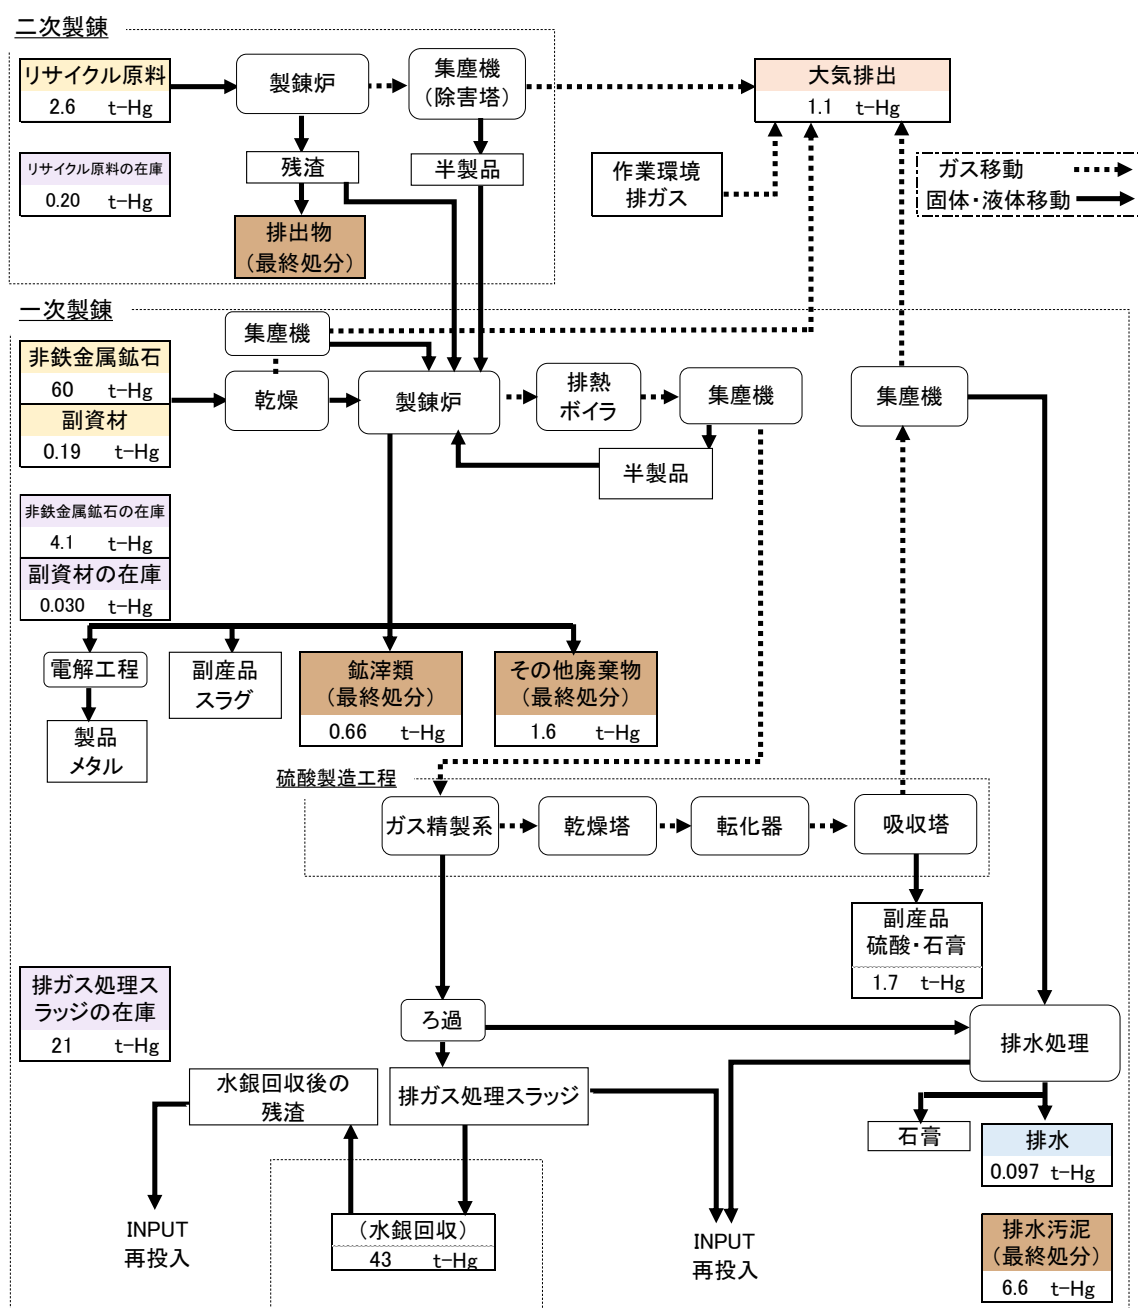 二次製錬
リサイクル原料
2.6 t-Hg
製錬炉
集塵機
（除害塔）
大気排出
1.1 t-Hg
リサイクル原料の在庫
0.20 t-Hg
残渣
半製品
作業環境
排ガス
ガス移動
固体・液体移動
排出物
（最終処分）
一次製錬
集塵機
非鉄金属鉱石
60 t-Hg
副資材
0.19 t-Hg
乾燥
製錬炉
排熱
ボイラ
集塵機
集塵機
半製品
非鉄金属鉱石の在庫
4.1 t-Hg
副資材の在庫
0.030 t-Hg
電解工程
副産品
スラグ
鉱滓類
（最終処分）
0.66 t-Hg
その他廃棄物
（最終処分）
1.6 t-Hg
製品
メタル
硫酸製造工程
ガス精製系
乾燥塔
転化器
吸収塔
副産品
硫酸・石膏
1.7 t-Hg
排ガス処理ス
ラッジの在庫
21 t-Hg
ろ過
排水処理
水銀回収後の
残渣
排ガス処理スラッジ
石膏
排水
0.097 t-Hg
INPUT
再投入
（水銀回収）
43 t-Hg
INPUT
再投入
排水汚泥
（最終処分）
6.6 t-Hg